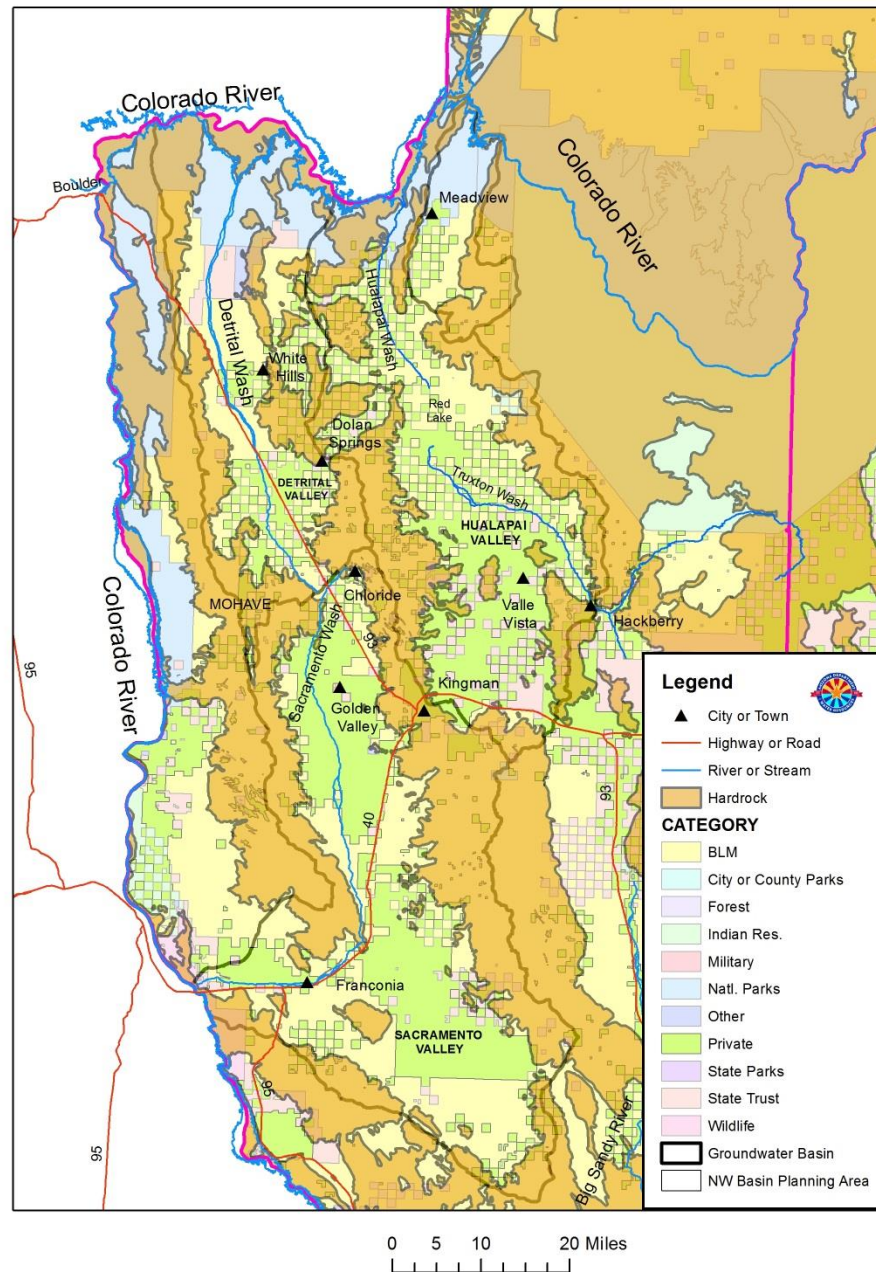 Colorado River
Boulder
Colorado River
Meadview
Hualapai Wash
Detrital Wash
White
Hills
Red
Lake
Dolan
Springs
DETRITAL
VALLEY
Truxton Wash
HUALAPAI
VALLEY
Colorado River
MOHAVE
Chloride
Valle
Vista
Hackberry
Sacramento Wash
93
95
Golden
Valley
Kingman
40
93
Franconia
SACRAMENTO
VALLEY
95
95
Big Sandy River
Legend
City or Town
Highway or Road
River or Stream
Hardrock
CATEGORY
BLM
City or County Parks
Forest
Indian Res.
Military
Natl. Parks
Other
Private
State Parks
State Trust
Wildlife
Groundwater Basin
NW Basin Planning Area
0 5 10 20 Miles